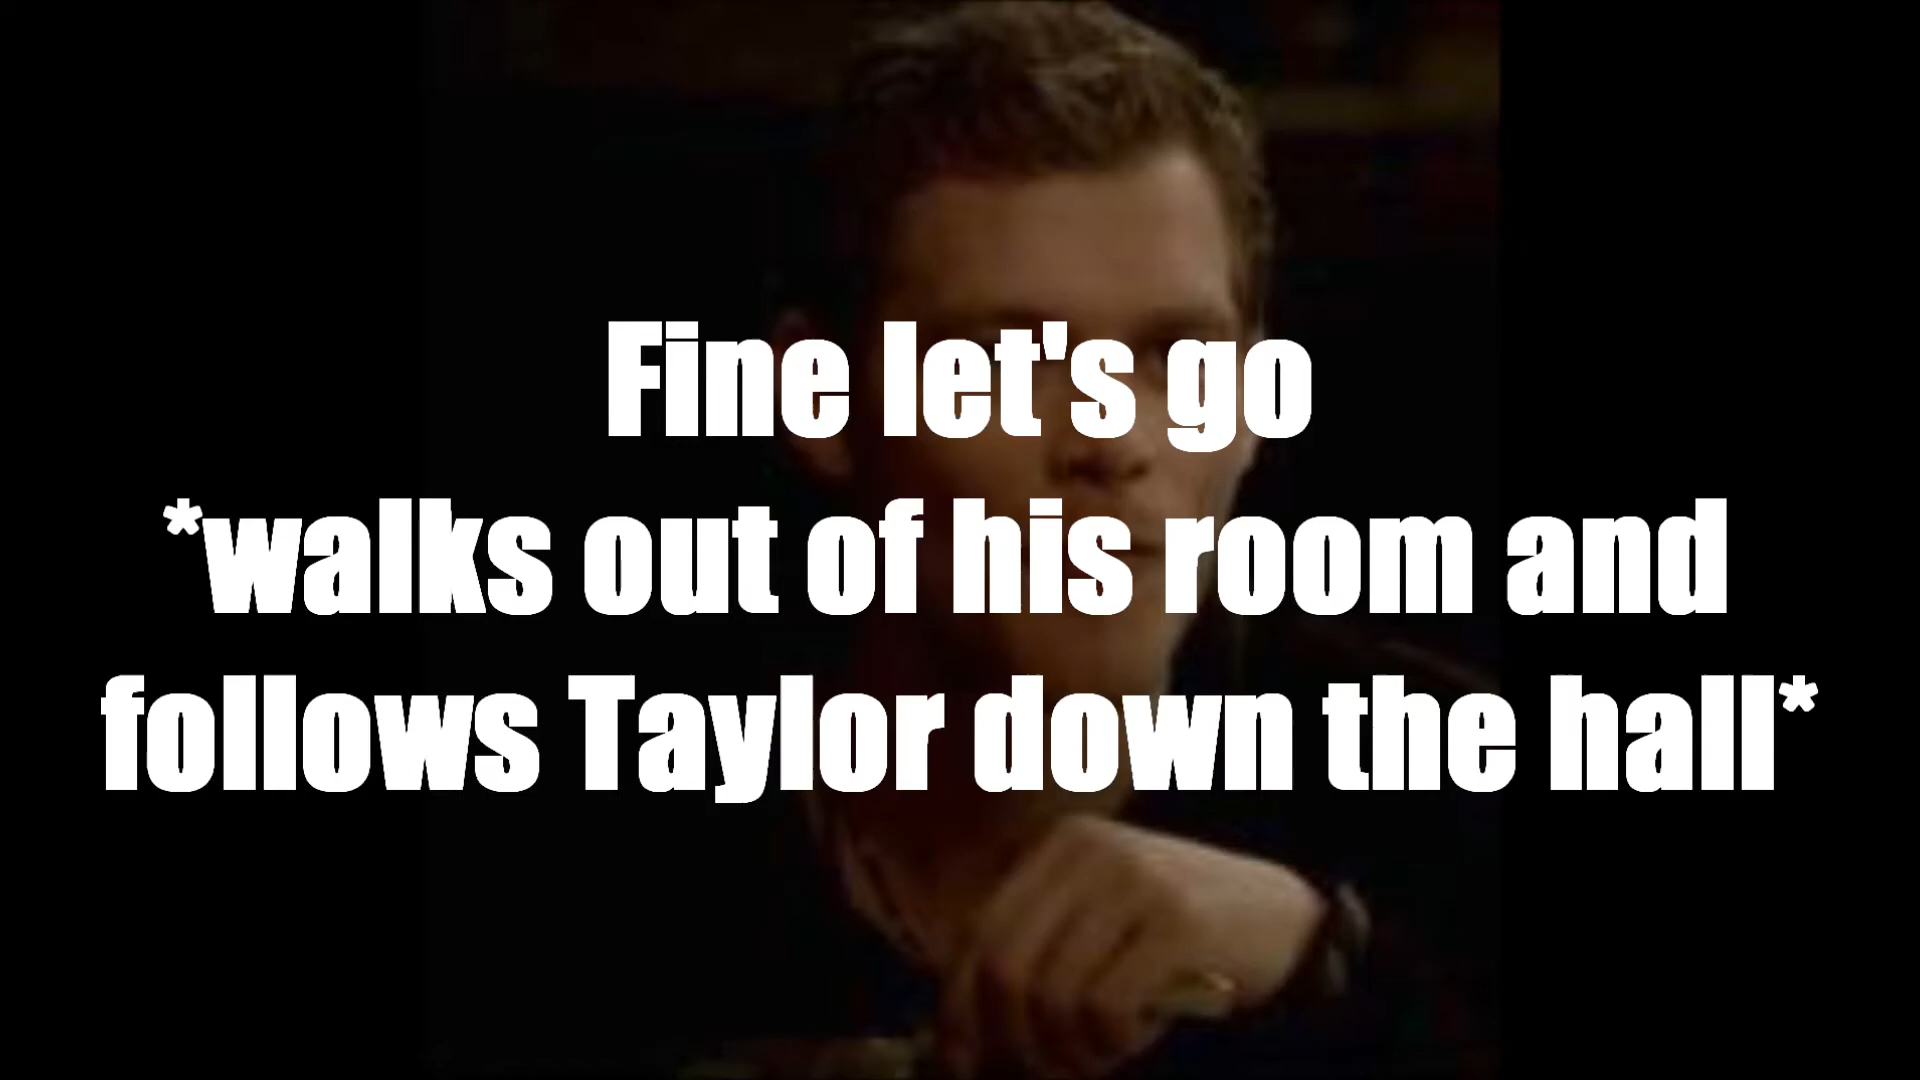 Fine let's go
*walks out of his room and
follows Taylor down the hall*